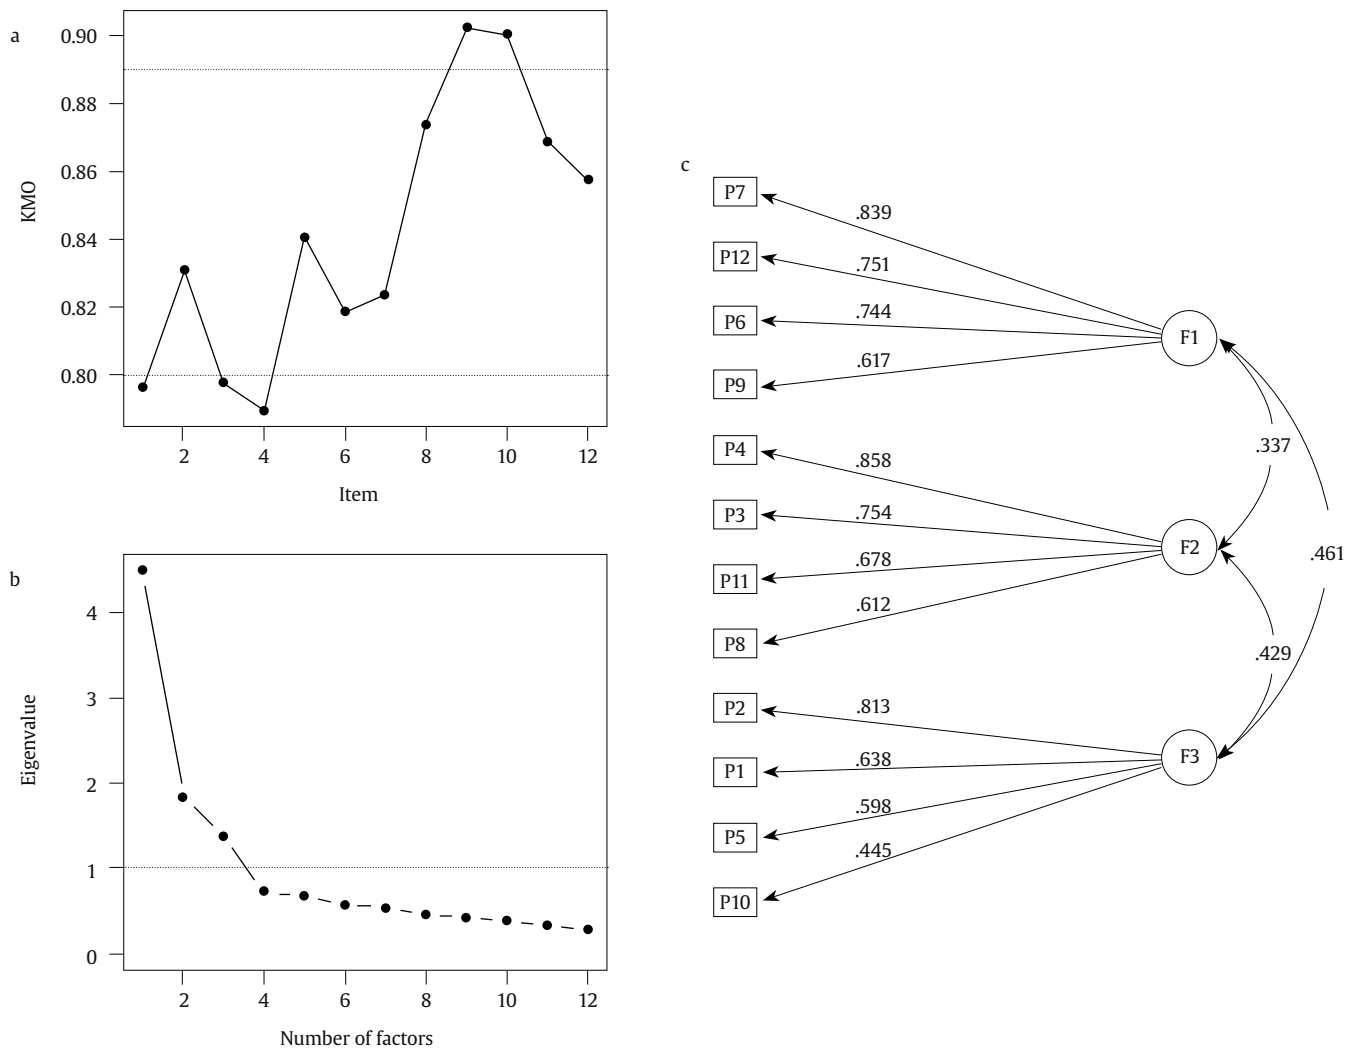 a
0.90
0.88
0.86
0.84
0.82
0.80
KMO
2 4 6 8 10 12
Item
b
4
3
2
1
0
Eigenvalue
2 4 6 8 10 12
Number of factors
c
P7
P12
P6
P9
P4
P3
P11
P8
P2
P1
P5
P10
.839
.751
.744
.617
.858
.754
.678
.612
.813
.638
.598
.445
F1
F2
F3
.337
.461
.429